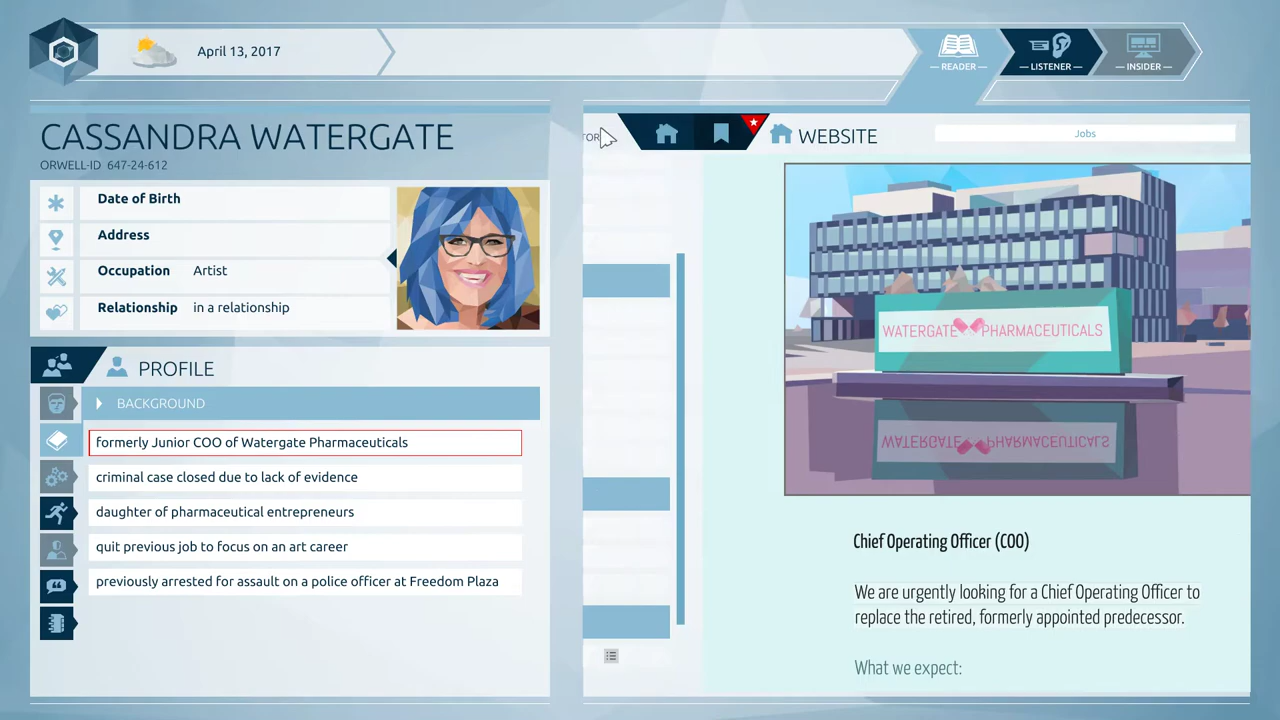 April 13, 2017
READER
LISTENER
INSIDER
CASSANDRA WATERGATE
ORWELL-ID 647-24-612
Date of Birth
Address
Occupation Artist
Relationship in a relationship
PROFILE
BACKGROUND
formerly Junior COO of Watergate Pharmaceuticals
criminal case closed due to lack of evidence
daughter of pharmaceutical entrepreneurs
quit previous job to focus on an art career
previously arrested for assault on a police officer at Freedom Plaza
TOR
WEBSITE
Jobs
WATERGATE PHARMACEUTICALS
WATERGATE PHARMACEUTICALS
Chief Operating Officer (COO)
We are urgently looking for a Chief Operating Officer to
replace the retired, formerly appointed predecessor.
What we expect: